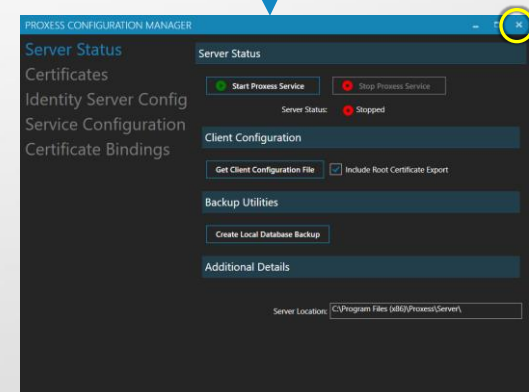 PROXESS CONFIGURATION MANAGER
Server Status
Certificates
Identity Server Config
Service Configuration
Certificate Bindings
Server Status
Start Proxess Service
Stop Proxess Service
Server Status: Stopped
Client Configuration
Get Client Configuration File
Include Root Certificate Export
Backup Utilities
Create Local Database Backup
Additional Details
Server Location: C:\Program Files (x86)\Proxess\Server\